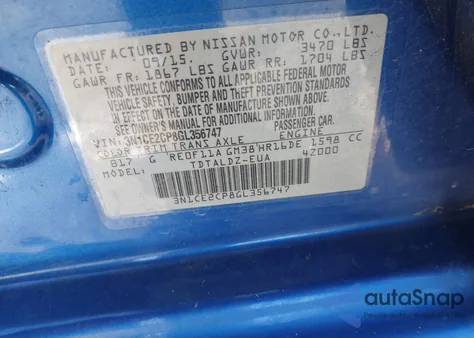 MANUFACTURED BY NISSAN MOTOR CO., LTD.
DATE: 09/15. GVWR: 3470 LBS
GAWR FR: 1867 LBS GAWR RR: 1704 LBS
THIS VEHICLE CONFORMS TO ALL APPLICABLE FEDERAL MOTOR
VEHICLE SAFETY, BUMPER AND THEFT PREVENTION STANDARDS
IN EFFECT ON THE DATE OF MANUFACTURE SHOWN ABOVE.
SEE OWNER'S MANUAL FOR ADDITIONAL INFORMATION
VIN: 3N1CE2CP8GL356747 PASSENGER CAR
COLOR TRIM TRANS AXLE ENGINE
B17 G RE0F11A GM38 HR16DE 1598 CC
MODEL: TDTALDZ-EUA 42000
3N1CE2CP8GL356747
autoSnap